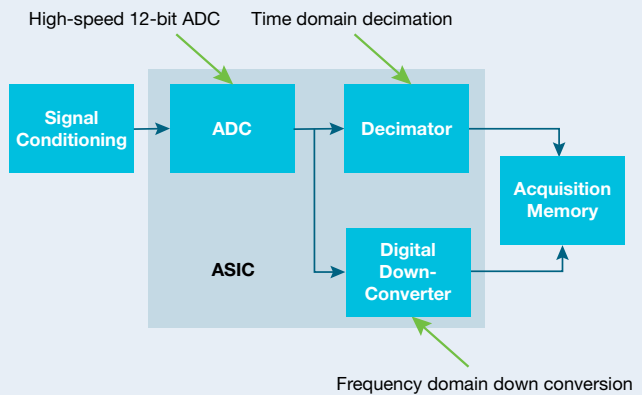 High-speed 12-bit ADC
Time domain decimation
Signal
Conditioning
ADC
Decimator
Acquisition
Memory
ASIC
Digital
Down-
Converter
Frequency domain down conversion